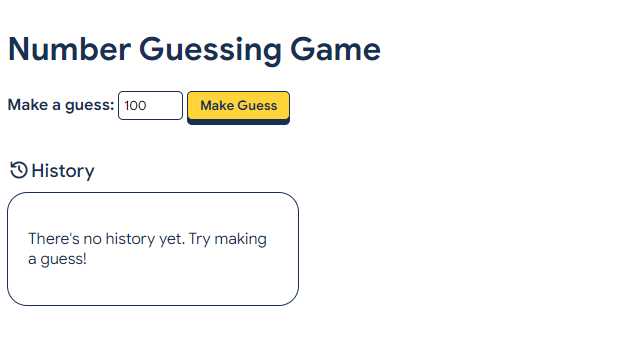 Number Guessing Game
Make a guess: 100 Make Guess
History
There's no history yet. Try making
a guess!